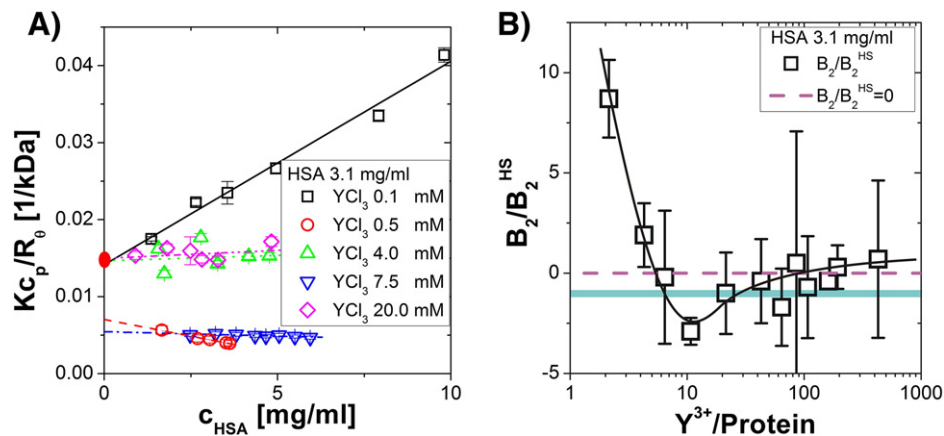 A)
Kcₚ/R_θ [1/kDa]
0.04
0.03
0.02
0.01
0.00
HSA 3.1 mg/ml
YCl₃ 0.1 mM
YCl₃ 0.5 mM
YCl₃ 4.0 mM
YCl₃ 7.5 mM
YCl₃ 20.0 mM
0 5 10
c_HSA [mg/ml]
B)
B₂/B₂^HS
10
5
0
-5
HSA 3.1 mg/ml
B₂/B₂^HS
B₂/B₂^HS=0
1 10 100 1000
Y³⁺/Protein